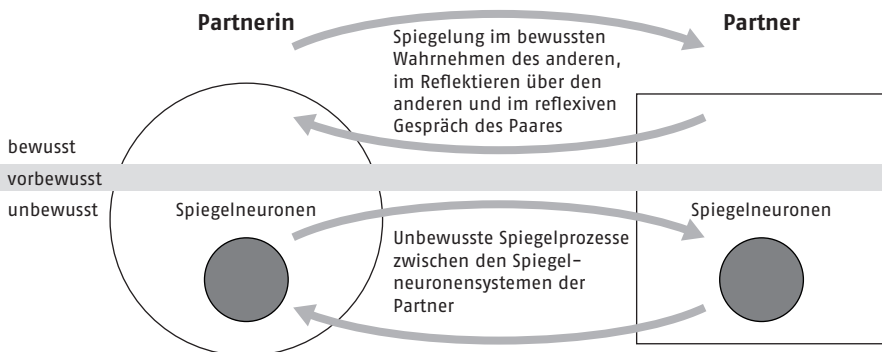 Partnerin
Partner
Spiegelung im bewussten
Wahrnehmen des anderen,
im Reflektieren über den
anderen und im reflexiven
Gespräch des Paares
bewusst
vorbewusst
unbewusst
Spiegelneuronen
Spiegelneuronen
Unbewusste Spiegelprozesse
zwischen den Spiegel-
neuronensystemen der
Partner